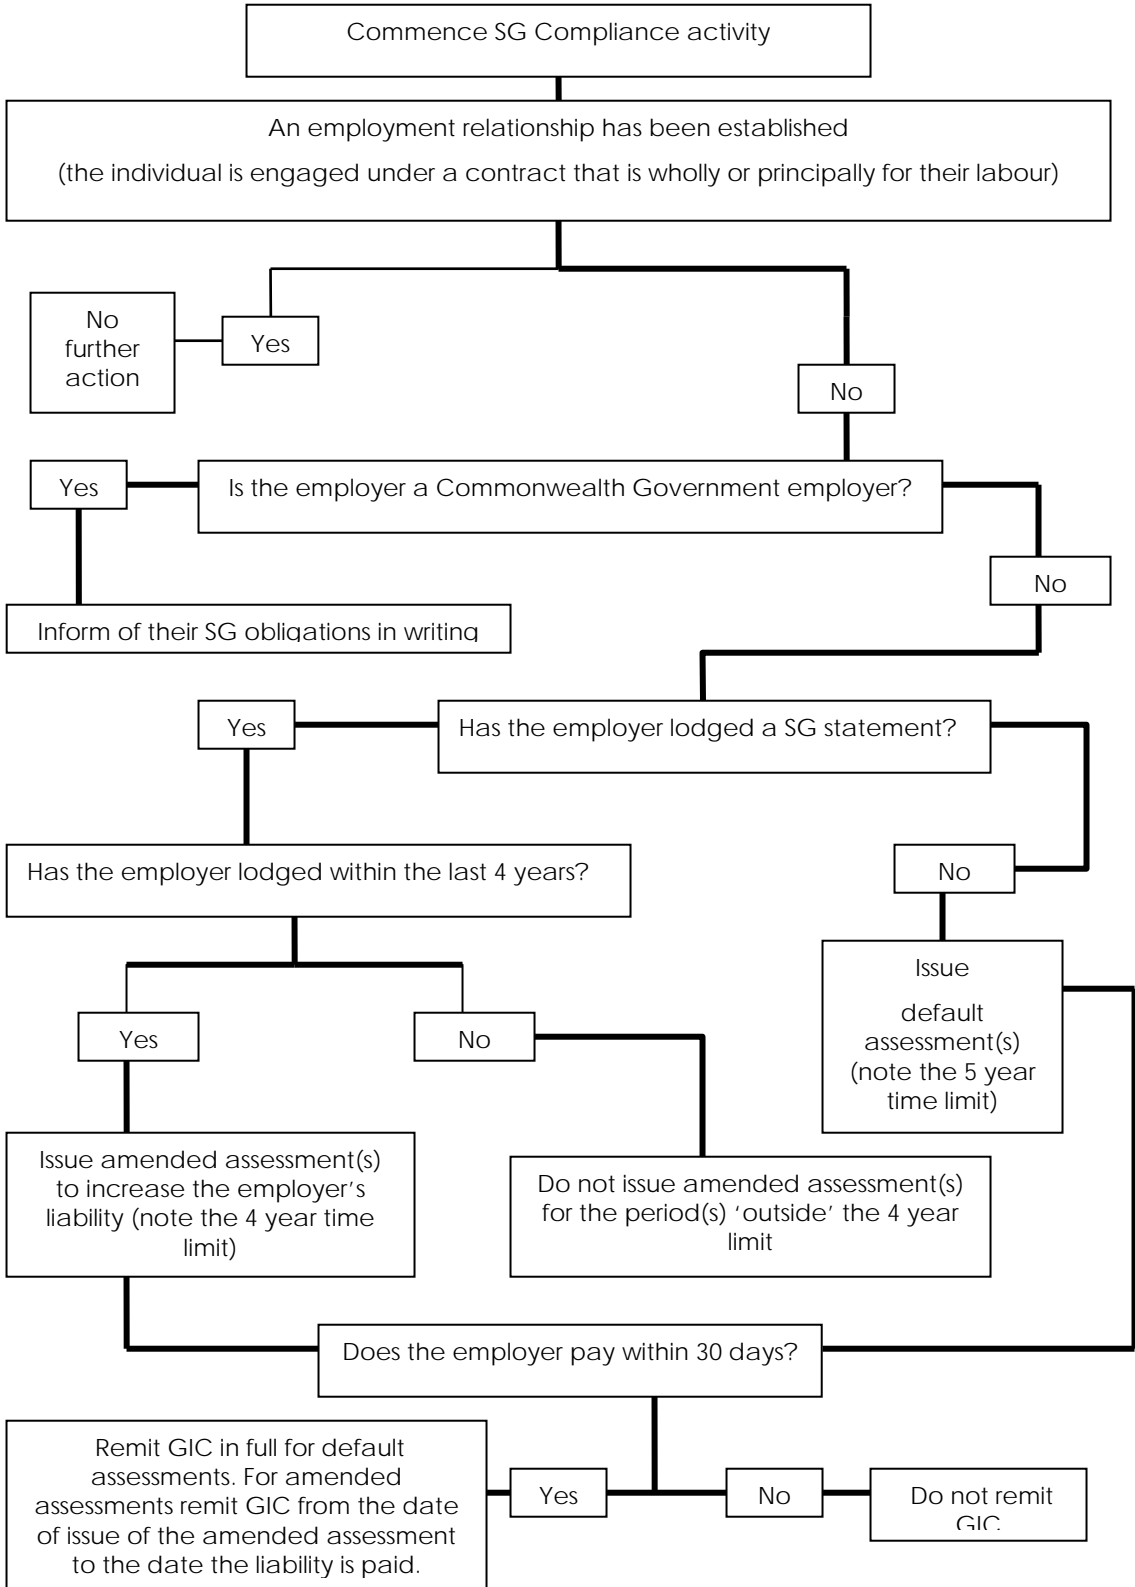 Commence SG Compliance activity
An employment relationship has been established
(the individual is engaged under a contract that is wholly or principally for their labour)
No
further
action
Yes
No
Yes
Is the employer a Commonwealth Government employer?
No
Inform of their SG obligations in writing
Yes
Has the employer lodged a SG statement?
Has the employer lodged within the last 4 years?
No
Issue
default
assessment(s)
(note the 5 year
time limit)
Yes
No
Issue amended assessment(s)
to increase the employer's
liability (note the 4 year time
limit)
Do not issue amended assessment(s)
for the period(s) 'outside' the 4 year
limit
Does the employer pay within 30 days?
Remit GIC in full for default
assessments. For amended
assessments remit GIC from the date
of issue of the amended assessment
to the date the liability is paid.
Yes
No
Do not remit
GIC